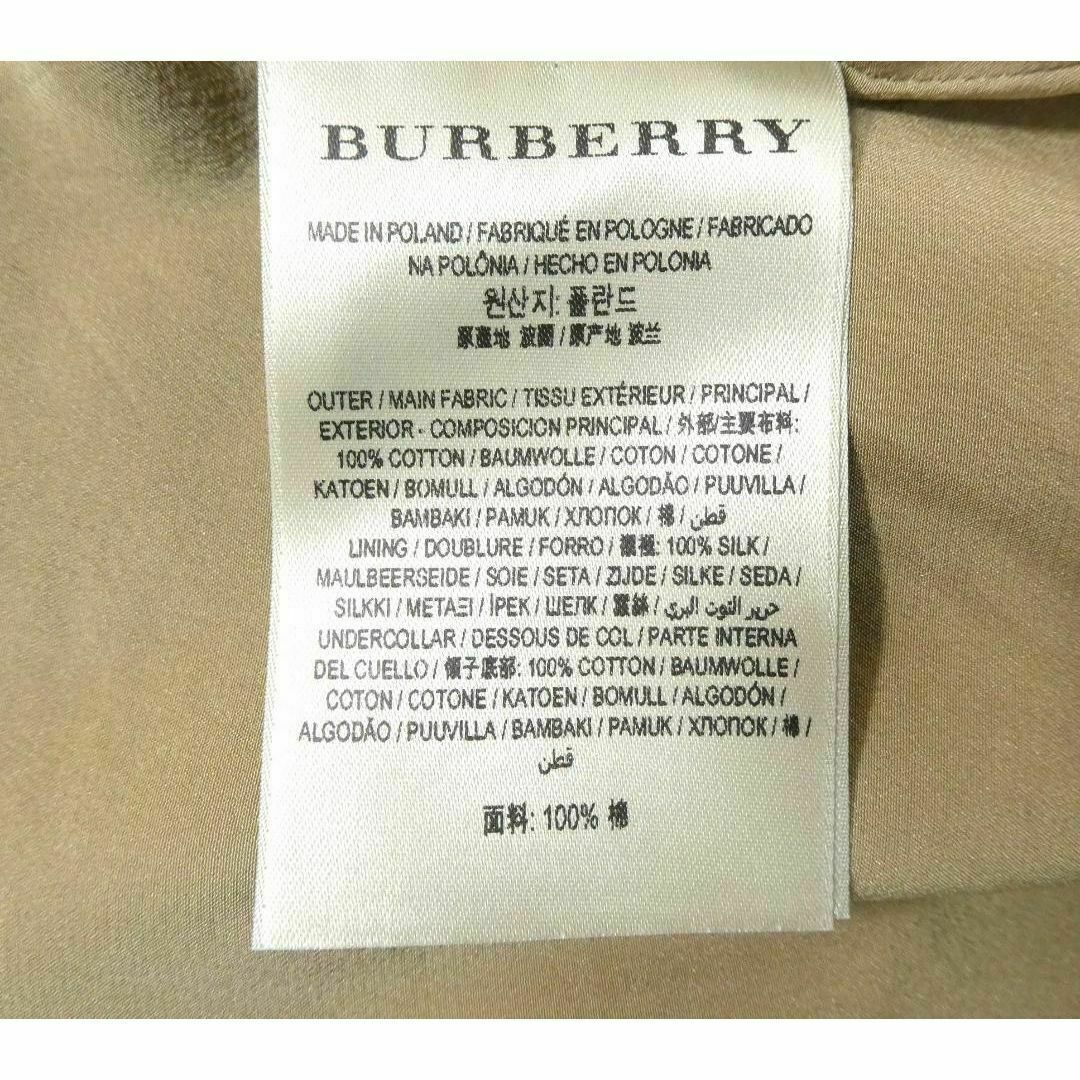 BURBERRY
MADE IN POLAND / FABRIQUÉ EN POLOGNE / FABRICADO
NA POLÔNIA / HECHO EN POLONIA
원산지: 폴란드
原產地 波蘭 / 原产地 波兰
OUTER / MAIN FABRIC / TISSU EXTÉRIEUR / PRINCIPAL /
EXTERIOR - COMPOSICION PRINCIPAL / 外部/主要布料:
100% COTTON / BAUMWOLLE / COTON / COTONE /
KATOEN / BOMULL / ALGODÓN / ALGODÃO / PUUVILLA /
BAMBAKI / PAMUK / ХЛОПОК / 棉 / قطن
LINING / DOUBLURE / FORRO / 襯裡: 100% SILK /
MAULBEERSEIDE / SOIE / SETA / ZIJDE / SILKE / SEDA /
SILKKI / ΜΕΤΑΞΙ / İPEK / ШЕЛК / 蠶絲 / حرير التوت البري
UNDERCOLLAR / DESSOUS DE COL / PARTE INTERNA
DEL CUELLO / 領子底部: 100% COTTON / BAUMWOLLE /
COTON / COTONE / KATOEN / BOMULL / ALGODÓN /
ALGODÃO / PUUVILLA / BAMBAKI / PAMUK / ХЛОПОК / 棉 /
قطن
面料: 100% 棉